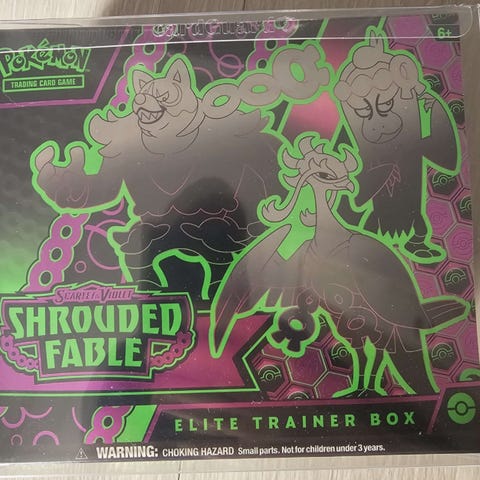 CardGuard
6+
POKÉMON
TRADING CARD GAME
SCARLET & VIOLET
SHROUDED
FABLE
ELITE TRAINER BOX
WARNING: CHOKING HAZARD Small parts. Not for children under 3 years.